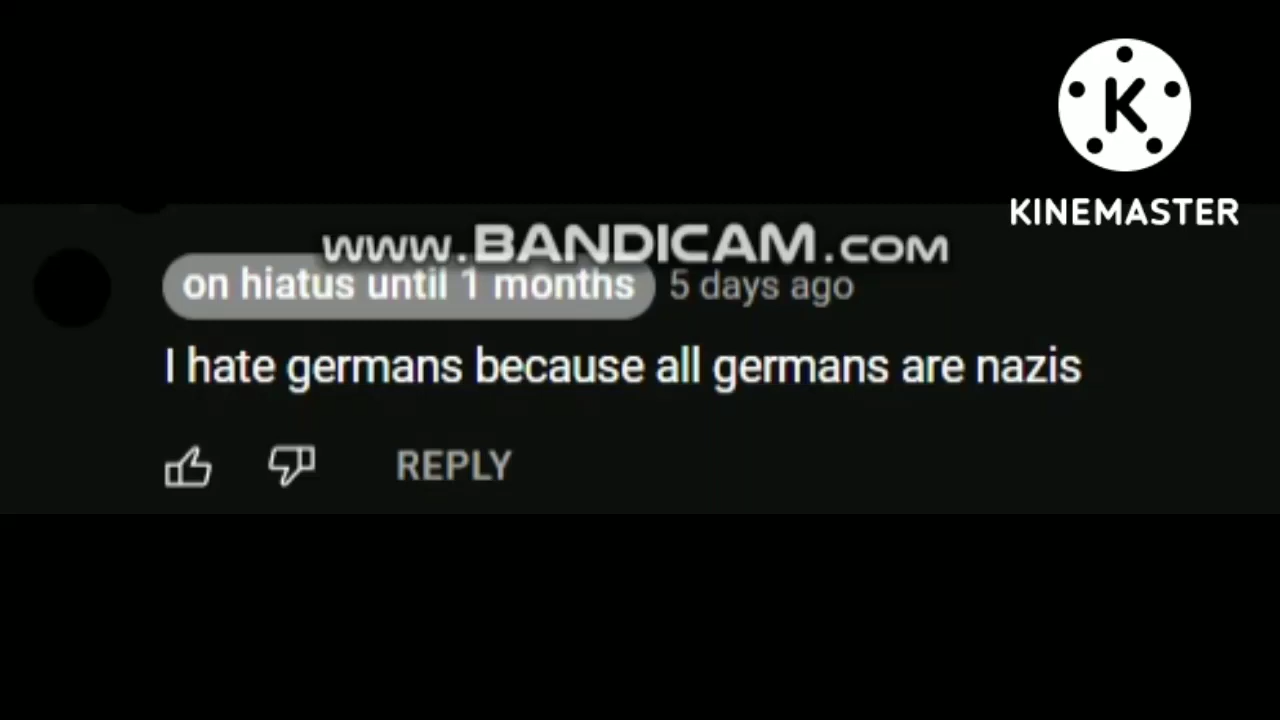 K
KINEMASTER
www.BANDICAM.COM
on hiatus until 1 months 5 days ago
I hate germans because all germans are nazis
REPLY